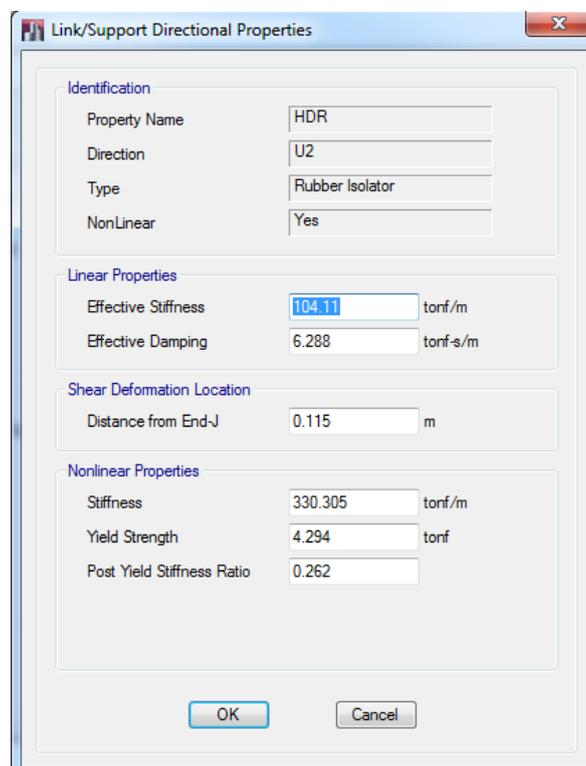 Link/Support Directional Properties
Identification
Property Name HDR
Direction U2
Type Rubber Isolator
NonLinear Yes
Linear Properties
Effective Stiffness 104.11 tonf/m
Effective Damping 6.288 tonf-s/m
Shear Deformation Location
Distance from End-J 0.115 m
Nonlinear Properties
Stiffness 330.305 tonf/m
Yield Strength 4.294 tonf
Post Yield Stiffness Ratio 0.262
OK Cancel